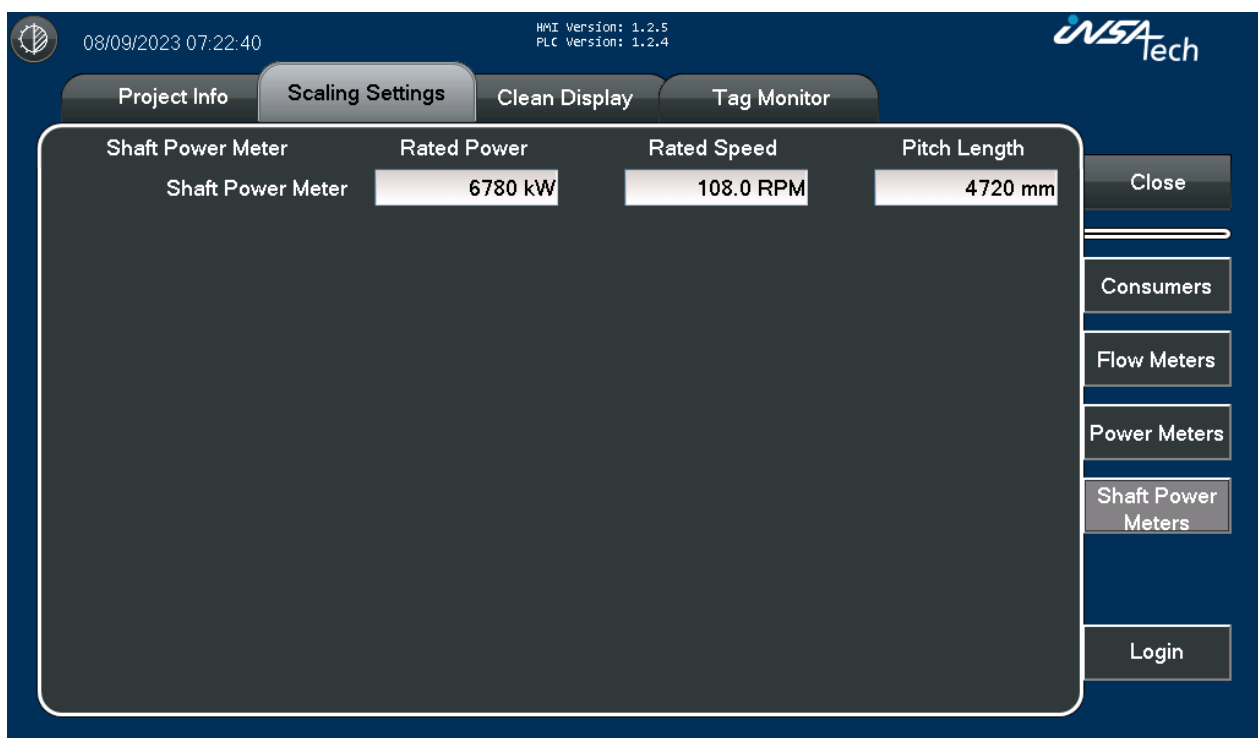 08/09/2023 07:22:40
HMI Version: 1.2.5
PLC Version: 1.2.4
iNSATech
Project Info
Scaling Settings
Clean Display
Tag Monitor
Shaft Power Meter Rated Power Rated Speed Pitch Length
Shaft Power Meter 6780 kW 108.0 RPM 4720 mm
Close
Consumers
Flow Meters
Power Meters
Shaft Power
Meters
Login